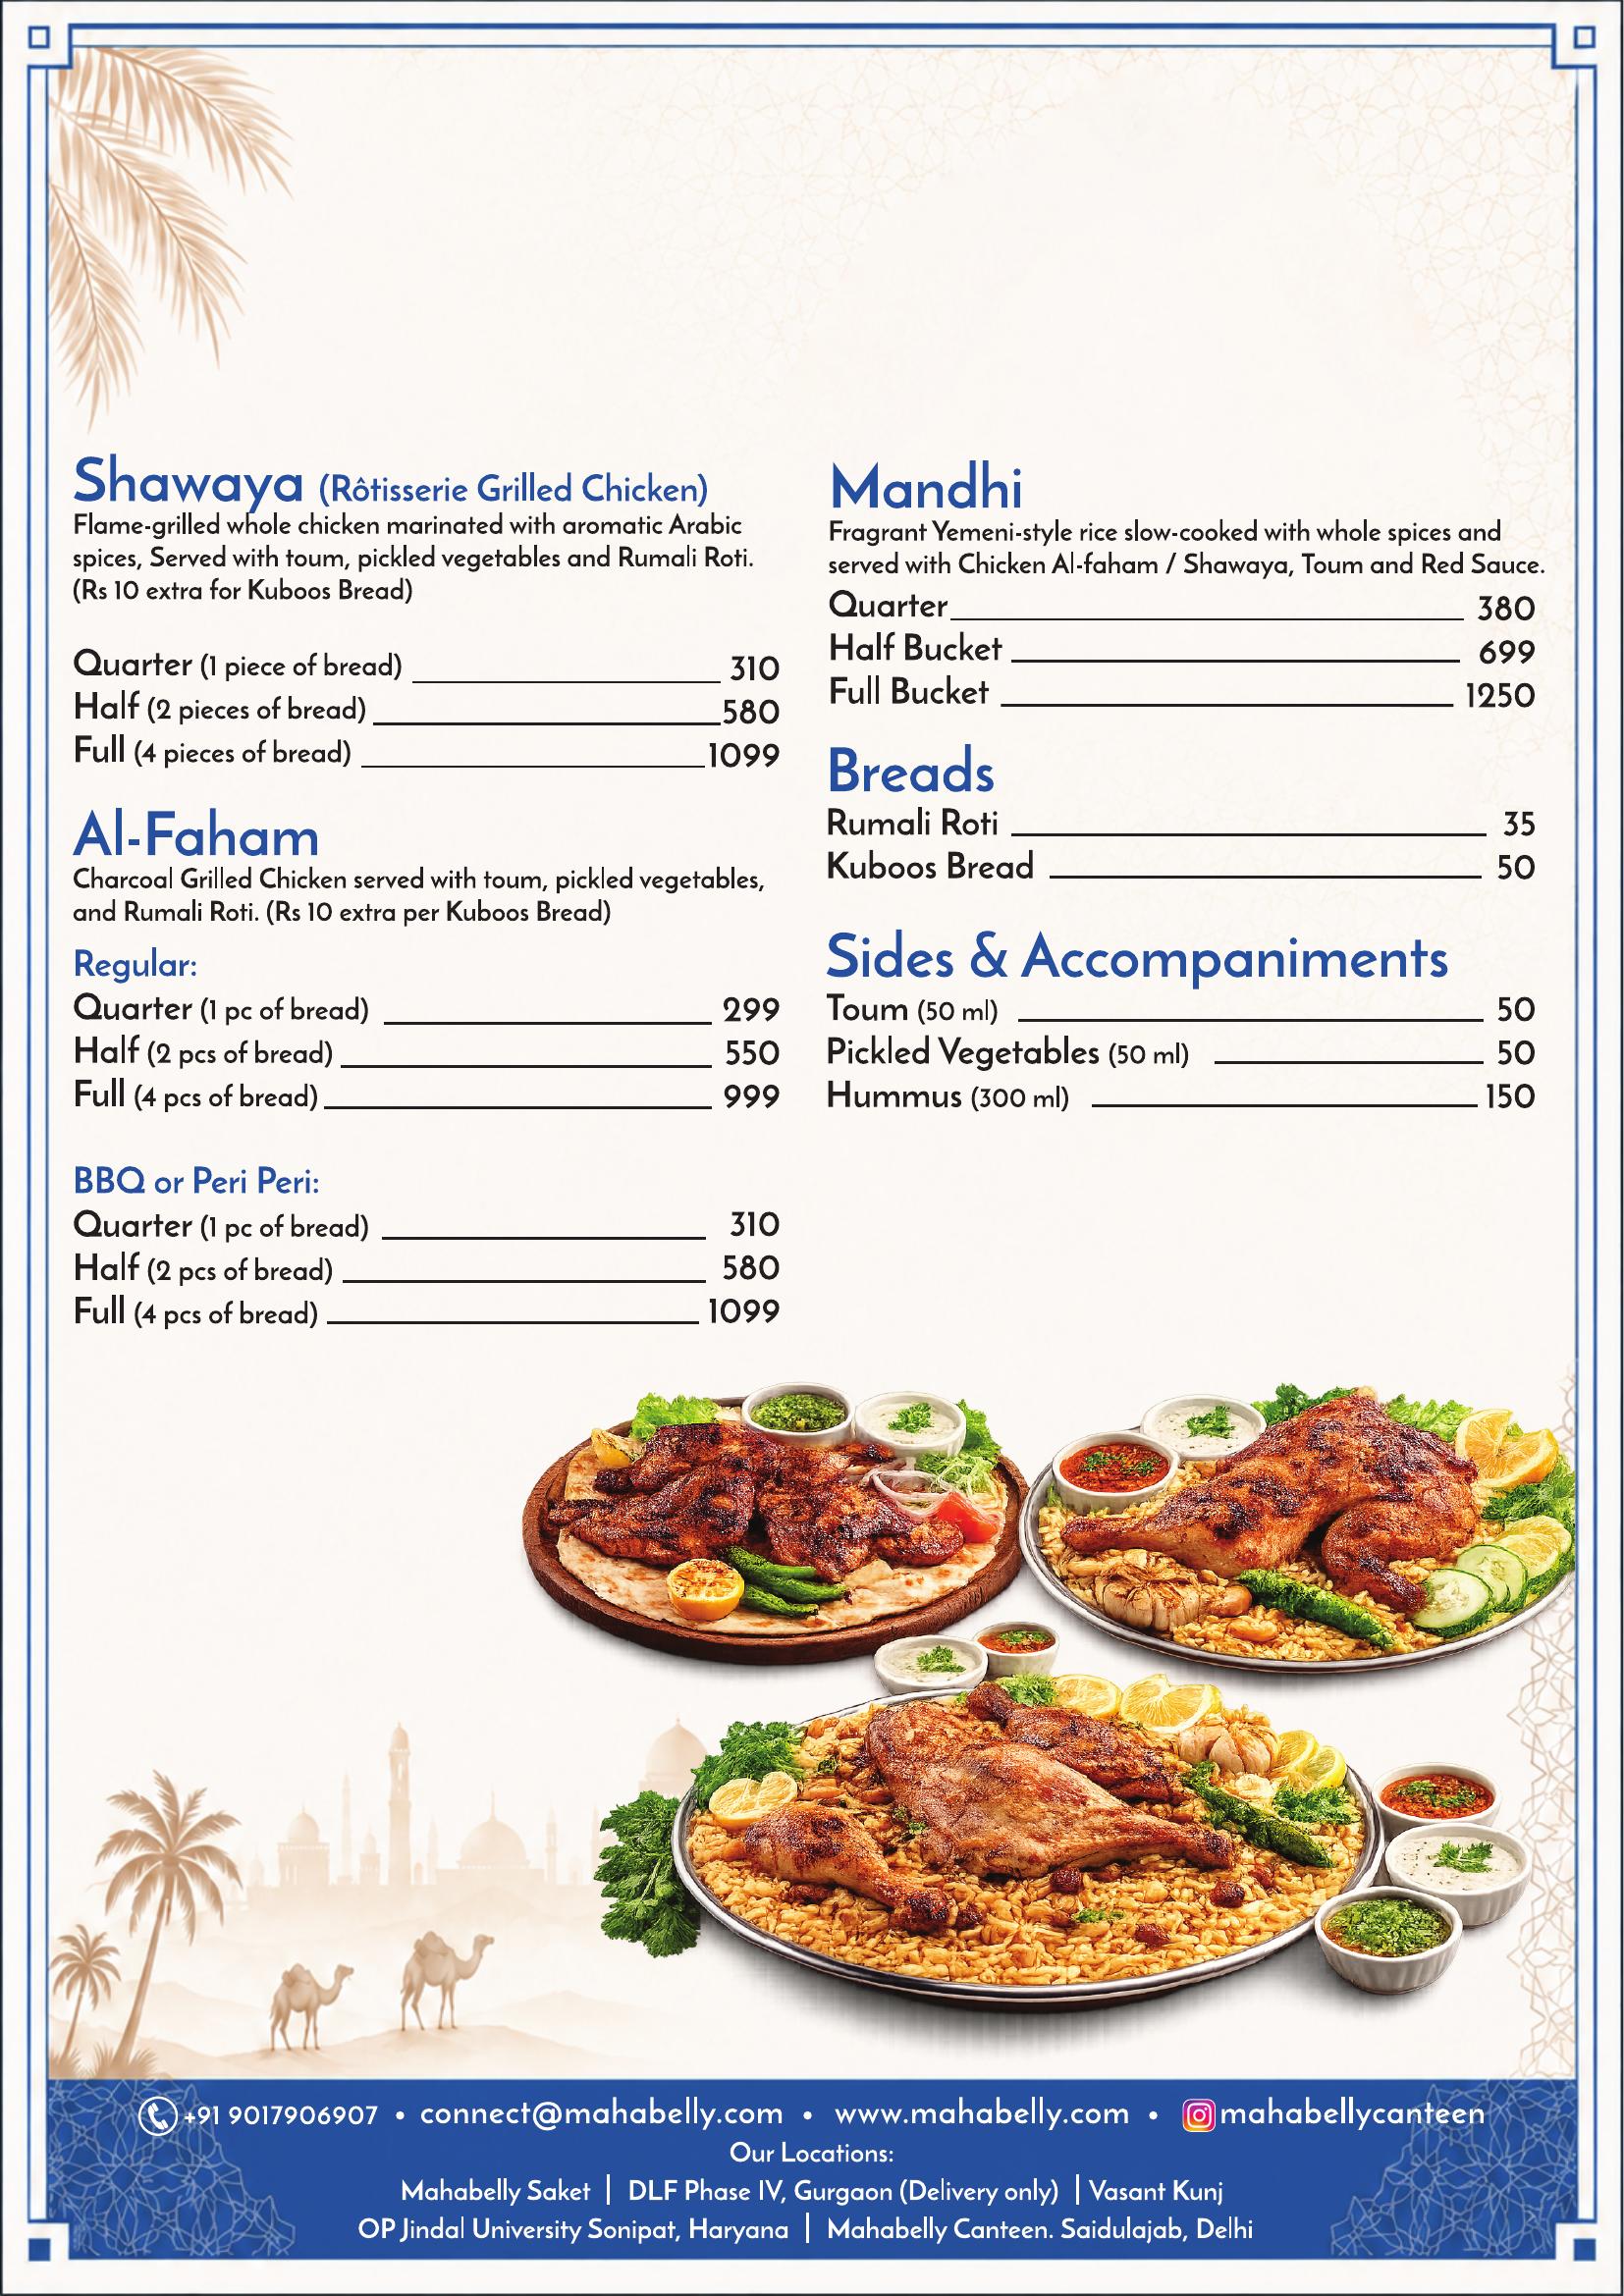 Shawaya (Rôtisserie Grilled Chicken)
Flame-grilled whole chicken marinated with aromatic Arabic
spices, Served with toum, pickled vegetables and Rumali Roti.
(Rs 10 extra for Kuboos Bread)
Quarter (1 piece of bread) 310
Half (2 pieces of bread) 580
Full (4 pieces of bread) 1099
Al-Faham
Charcoal Grilled Chicken served with toum, pickled vegetables,
and Rumali Roti. (Rs 10 extra per Kuboos Bread)
Regular:
Quarter (1 pc of bread) 299
Half (2 pcs of bread) 550
Full (4 pcs of bread) 999
BBQ or Peri Peri:
Quarter (1 pc of bread) 310
Half (2 pcs of bread) 580
Full (4 pcs of bread) 1099
Mandhi
Fragrant Yemeni-style rice slow-cooked with whole spices and
served with Chicken Al-faham / Shawaya, Toum and Red Sauce.
Quarter 380
Half Bucket 699
Full Bucket 1250
Breads
Rumali Roti 35
Kuboos Bread 50
Sides & Accompaniments
Toum (50 ml) 50
Pickled Vegetables (50 ml) 50
Hummus (300 ml) 150
+91 9017906907 • connect@mahabelly.com • www.mahabelly.com • mahabellycanteen
Our Locations:
Mahabelly Saket | DLF Phase IV, Gurgaon (Delivery only) | Vasant Kunj
OP Jindal University Sonipat, Haryana | Mahabelly Canteen. Saidulajab, Delhi